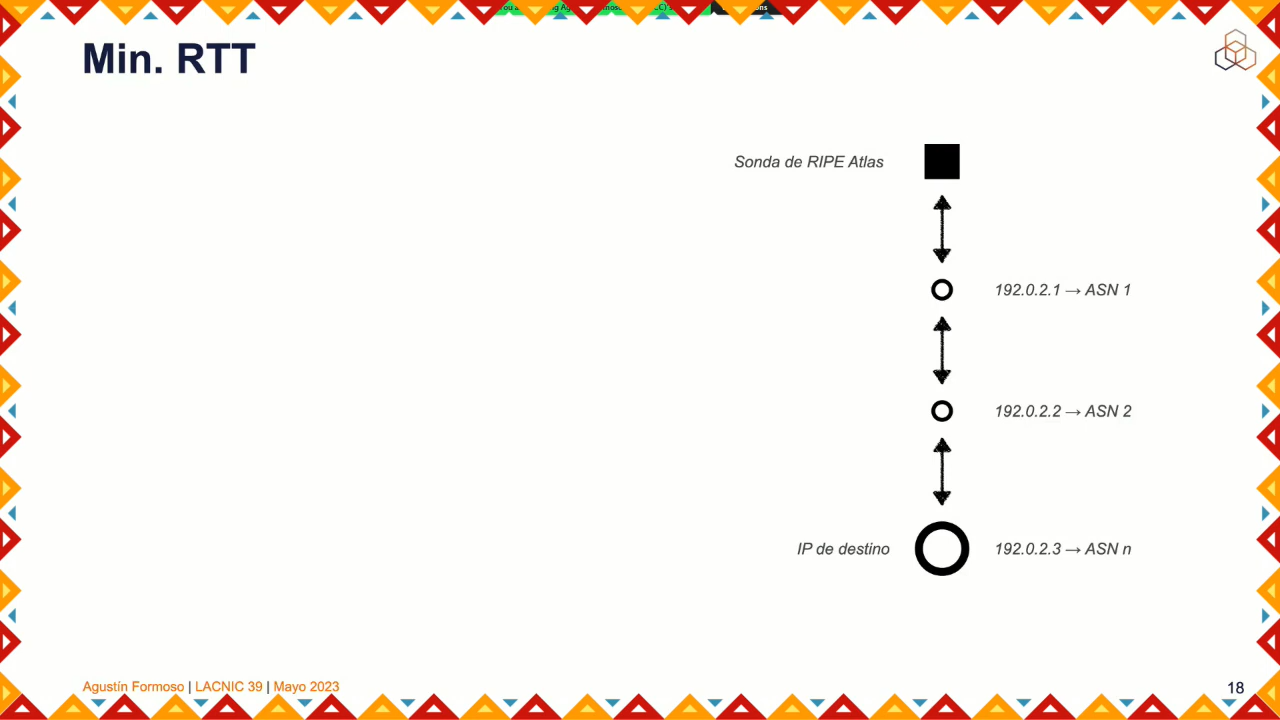 Min. RTT
Sonda de RIPE Atlas
192.0.2.1 → ASN 1
192.0.2.2 → ASN 2
IP de destino 192.0.2.3 → ASN n
Agustín Formoso | LACNIC 39 | Mayo 2023
18